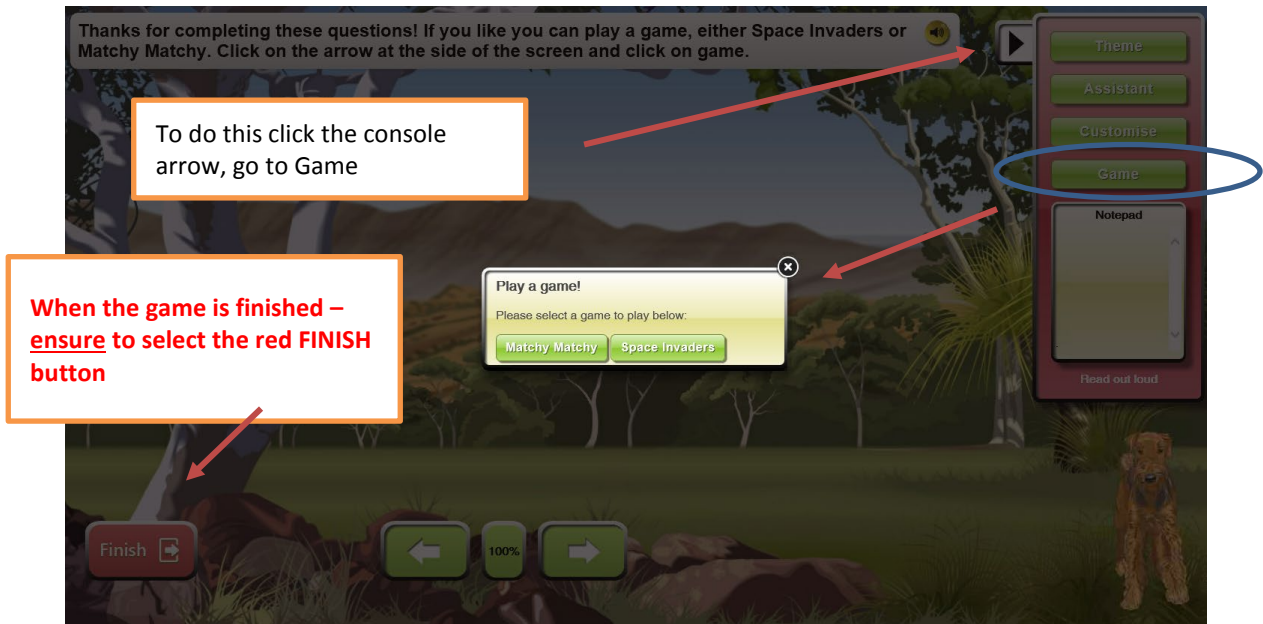 Thanks for completing these questions! If you like you can play a game, either Space Invaders or
Matchy Matchy. Click on the arrow at the side of the screen and click on game.
Theme
Assistant
Customise
Game
Notepad
Read out loud
To do this click the console
arrow, go to Game
When the game is finished –
ensure to select the red FINISH
button
Play a game!
Please select a game to play below:
Matchy Matchy Space Invaders
Finish
100%